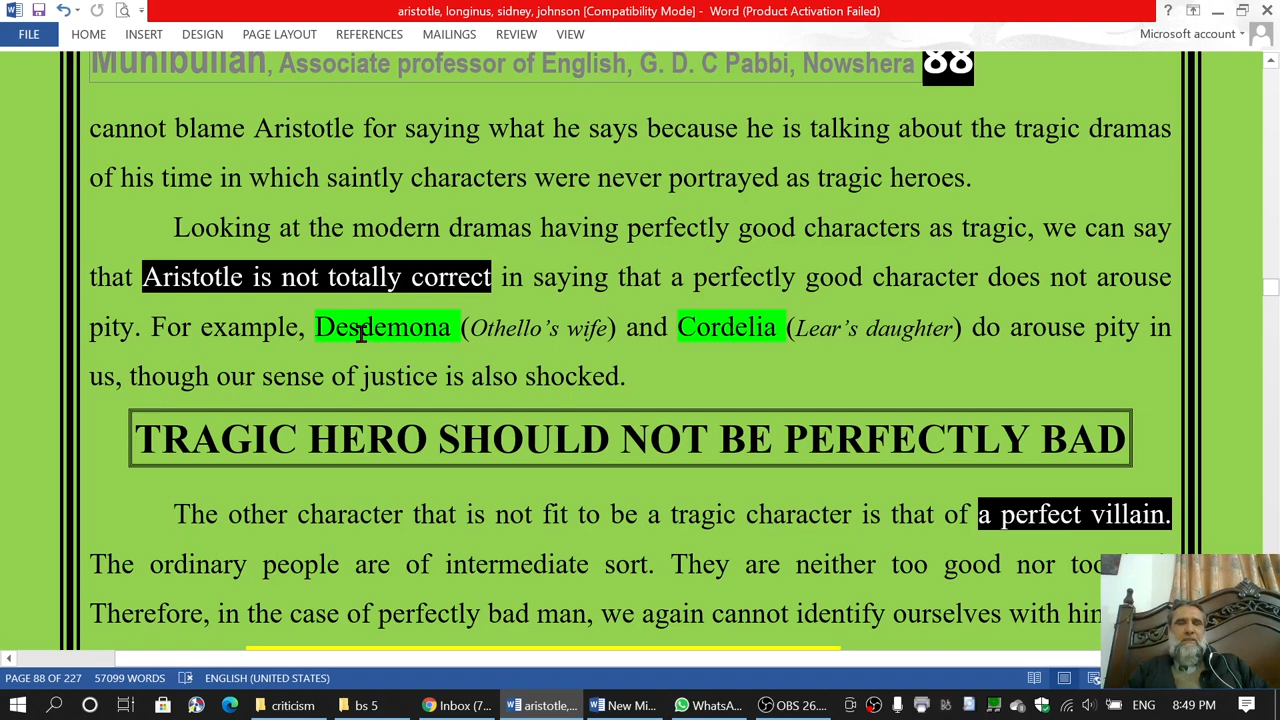 aristotle, longinus, sidney, johnson [Compatibility Mode] - Word (Product Activation Failed)
FILE HOME INSERT DESIGN PAGE LAYOUT REFERENCES MAILINGS REVIEW VIEW Microsoft account
Munibullah, Associate professor of English, G. D. C Pabbi, Nowshera 88
cannot blame Aristotle for saying what he says because he is talking about the tragic dramas
of his time in which saintly characters were never portrayed as tragic heroes.
Looking at the modern dramas having perfectly good characters as tragic, we can say
that Aristotle is not totally correct in saying that a perfectly good character does not arouse
pity. For example, Desdemona (Othello's wife) and Cordelia (Lear's daughter) do arouse pity in
us, though our sense of justice is also shocked.
TRAGIC HERO SHOULD NOT BE PERFECTLY BAD
The other character that is not fit to be a tragic character is that of a perfect villain.
The ordinary people are of intermediate sort. They are neither too good nor too
Therefore, in the case of perfectly bad man, we again cannot identify ourselves with him
PAGE 88 OF 227 57099 WORDS ENGLISH (UNITED STATES)
criticism bs 5 Inbox (7... aristotle,... New Mi... WhatsA... OBS 26.... 8:49 PM